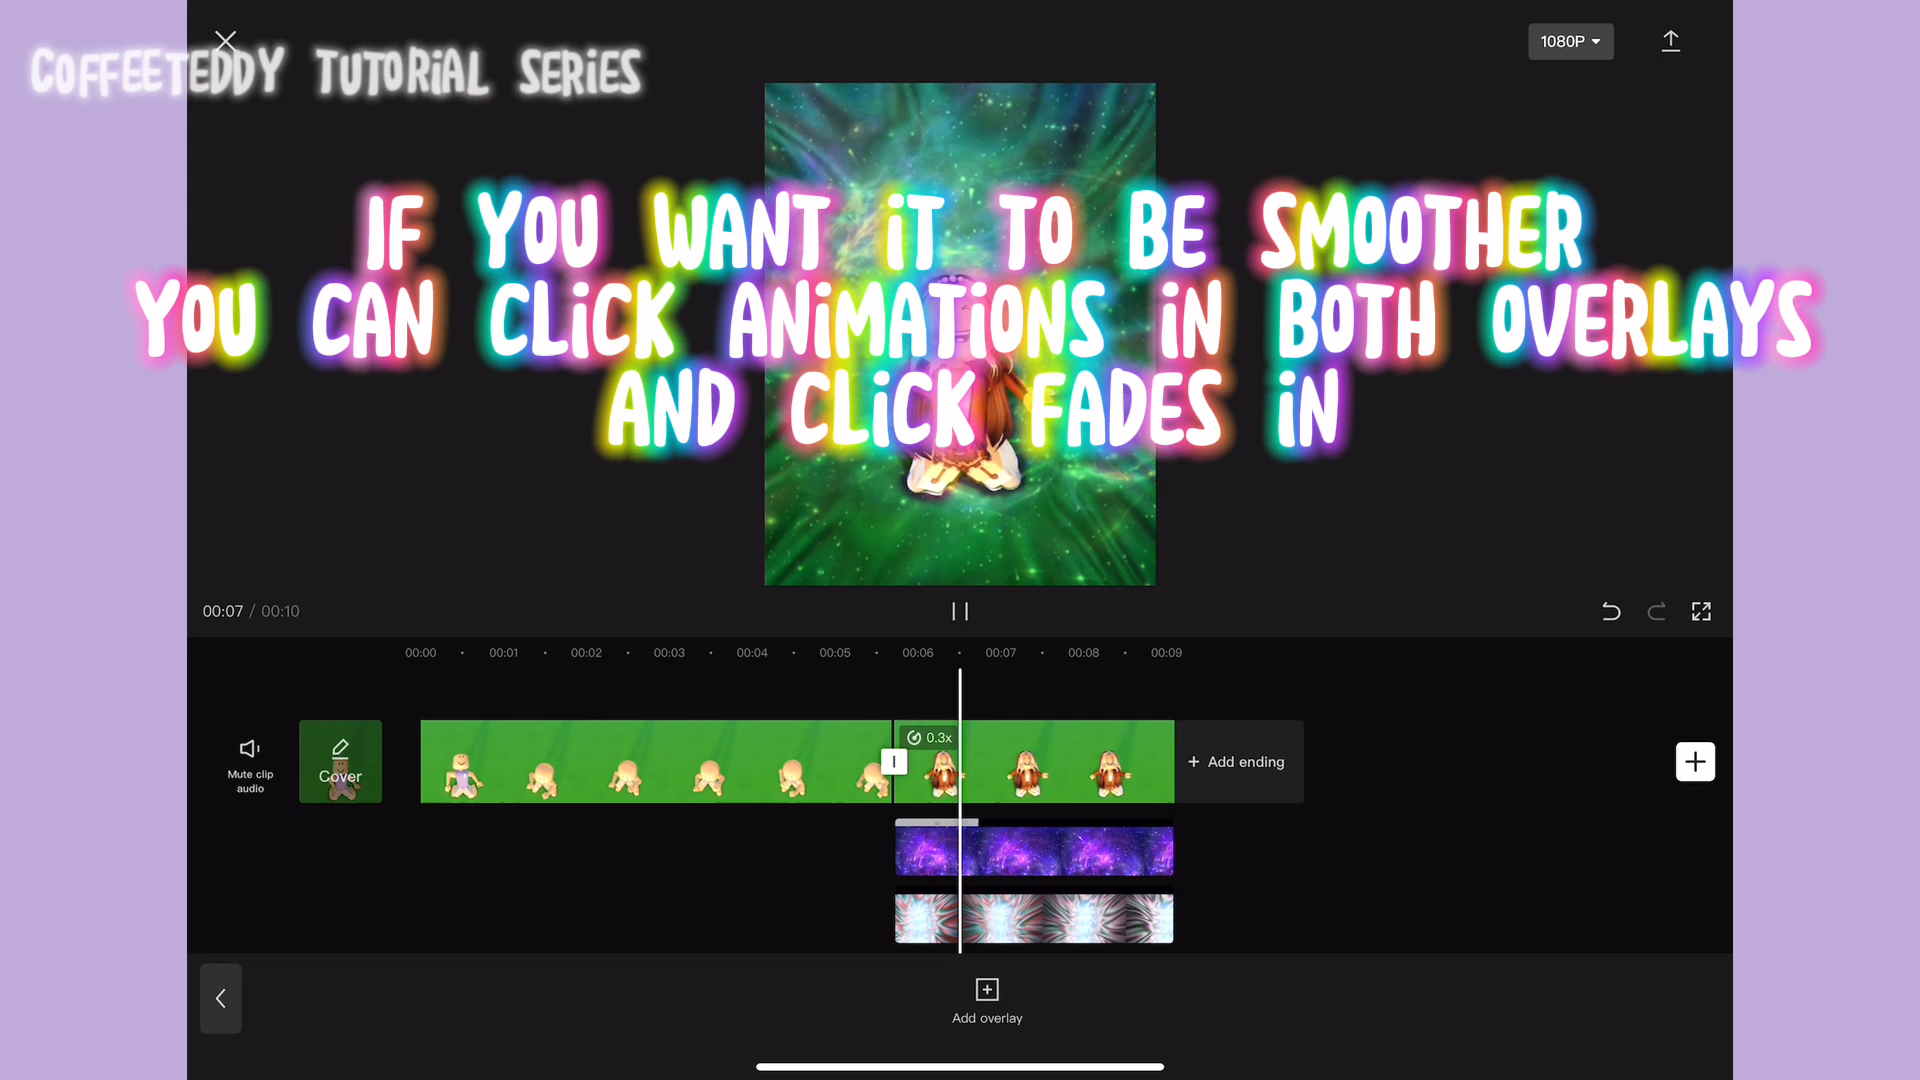 COFFEETEDDY TUTORiAL SERiES
1080P
IF YOU WANT iT TO BE SMOOTHER
YOU CAN CLiCK ANiMATiONS iN BOTH OVERLAYS
AND CLiCK FADES iN
00:07 / 00:10
00:00 00:01 00:02 00:03 00:04 00:05 00:06 00:07 00:08 00:09
Mute clip
audio
Cover
0.3x
+ Add ending
Add overlay